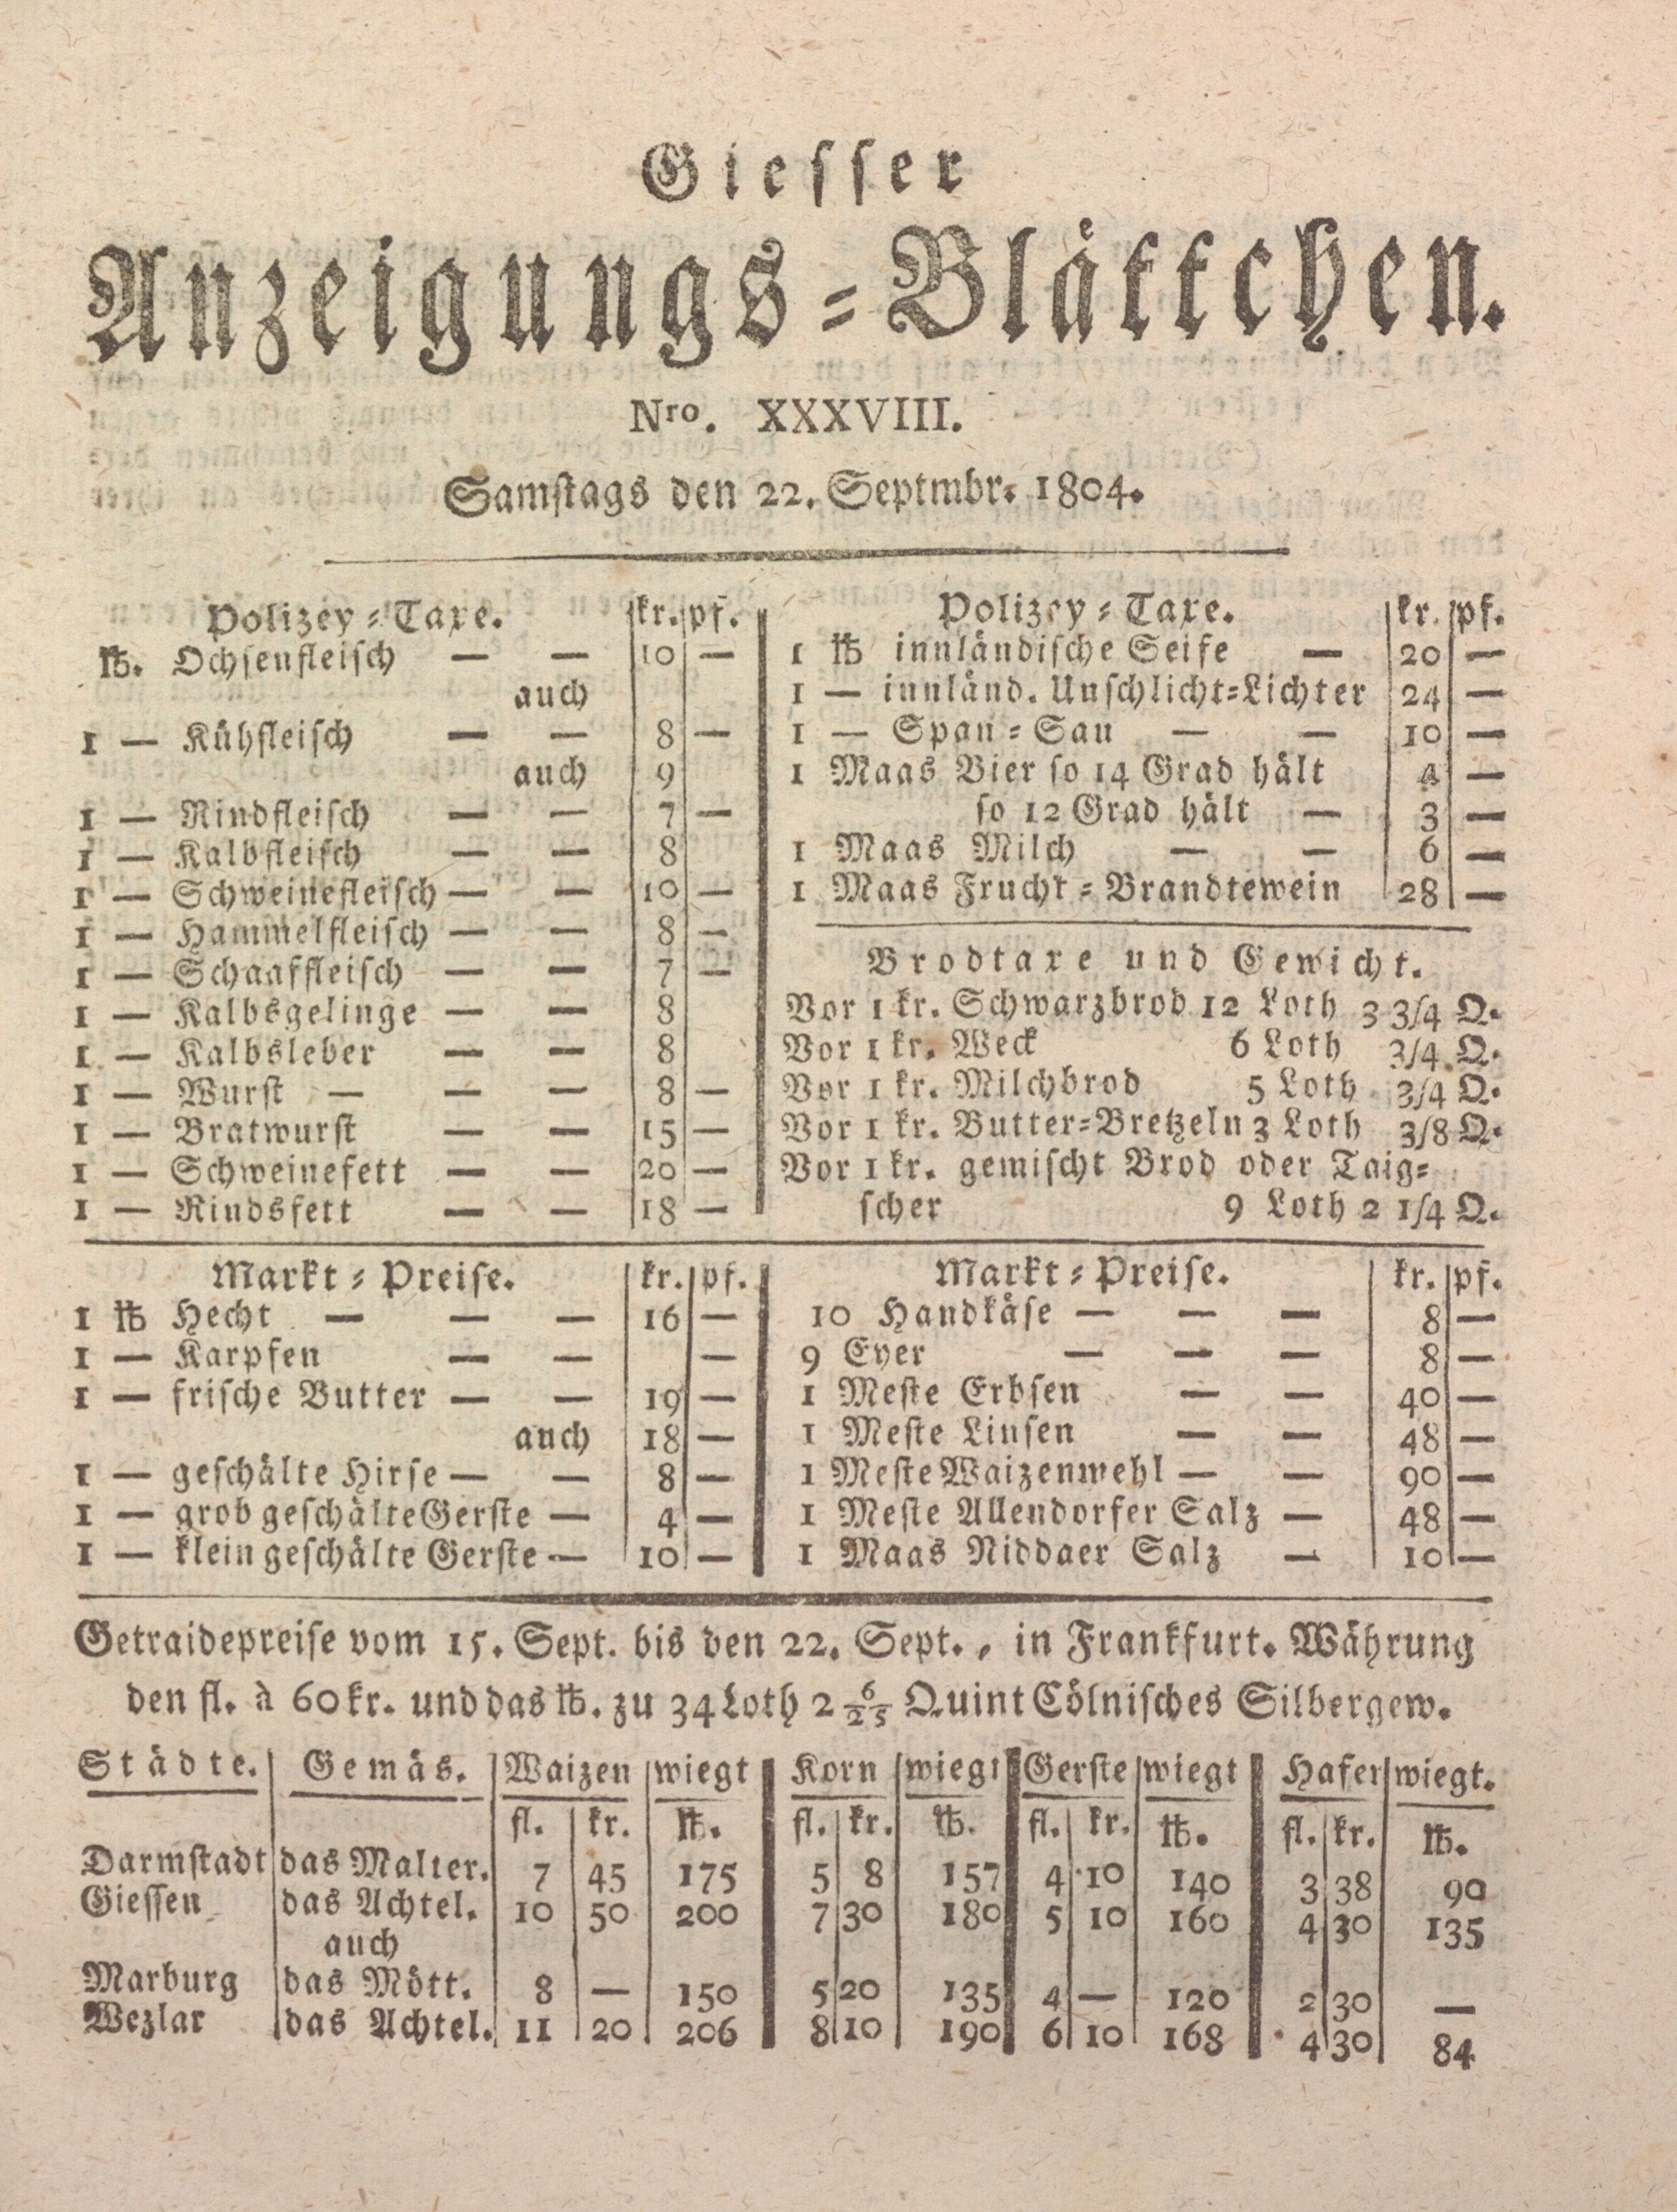 Giesser
Anzeigungs-Blättchen.
Nro. XXXVIII.
Samstags den 22. Septmbr. 1804.
Polizey-Taxe. kr. pf.
℔. Ochsenfleisch — — 10 —
auch
1 — Kühfleisch — — 8 —
auch 9
1 — Rindfleisch — — 7 —
1 — Kalbfleisch — — 8
1 — Schweinefleisch — — 10 —
1 — Hammelfleisch — — 8 —
1 — Schaaffleisch — — 7 —
1 — Kalbsgelinge — — 8
1 — Kalbsleber — — 8
1 — Wurst — — — 8 —
1 — Bratwurst — — 15 —
1 — Schweinefett — — 20 —
1 — Rindsfett — — 18 —
Polizey-Taxe. kr. pf.
1 ℔ innländische Seife — 20 —
1 — innländ. Unschlicht-Lichter 24 —
1 — Span-Sau — — 10 —
1 Maas Bier so 14 Grad hält 4 —
so 12 Grad hält — 3 —
1 Maas Milch — — 6 —
1 Maas Frucht-Brandtewein 28 —
Brodtaxe und Gewicht.
Vor 1 kr. Schwarzbrod 12 Loth 3 3/4 Q.
Vor 1 kr. Weck 6 Loth 3/4 Q.
Vor 1 kr. Milchbrod 5 Loth 3/4 Q.
Vor 1 kr. Butter-Bretzeln 3 Loth 3/8 Q.
Vor 1 kr. gemischt Brod oder Taig-
scher 9 Loth 2 1/4 Q.
Markt-Preise. kr. pf.
1 ℔ Hecht — — — 16 —
1 — Karpfen — — —
1 — frische Butter — — 19 —
auch 18 —
1 — geschälte Hirse — — 8 —
1 — grob geschälte Gerste — 4 —
1 — klein geschälte Gerste — 10 —
Markt-Preise. kr. pf.
10 Handkäse — — — 8 —
9 Eyer — — — 8 —
1 Meste Erbsen — — 40 —
1 Meste Linsen — — 48 —
1 Meste Waizenmehl — — 90 —
1 Meste Allendorfer Salz — 48 —
1 Maas Niddaer Salz — 10 —
Getraidepreise vom 15. Sept. bis den 22. Sept., in Frankfurt. Währung
den fl. à 60 kr. und das ℔. zu 34 Loth 2 6/25 Quint Cölnisches Silbergew.
Städte. Gemäs. Waizen wiegt Korn wiegt Gerste wiegt Hafer wiegt.
fl. kr. ℔. fl. kr. ℔. fl. kr. ℔. fl. kr. ℔.
Darmstadt das Malter. 7 45 175 5 8 157 4 10 140 3 38 90
Giessen das Achtel. 10 50 200 7 30 180 5 10 160 4 30 135
auch
Marburg das Mött. 8 — 150 5 20 135 4 — 120 2 30 —
Wezlar das Achtel. 11 20 206 8 10 190 6 10 168 4 30 84